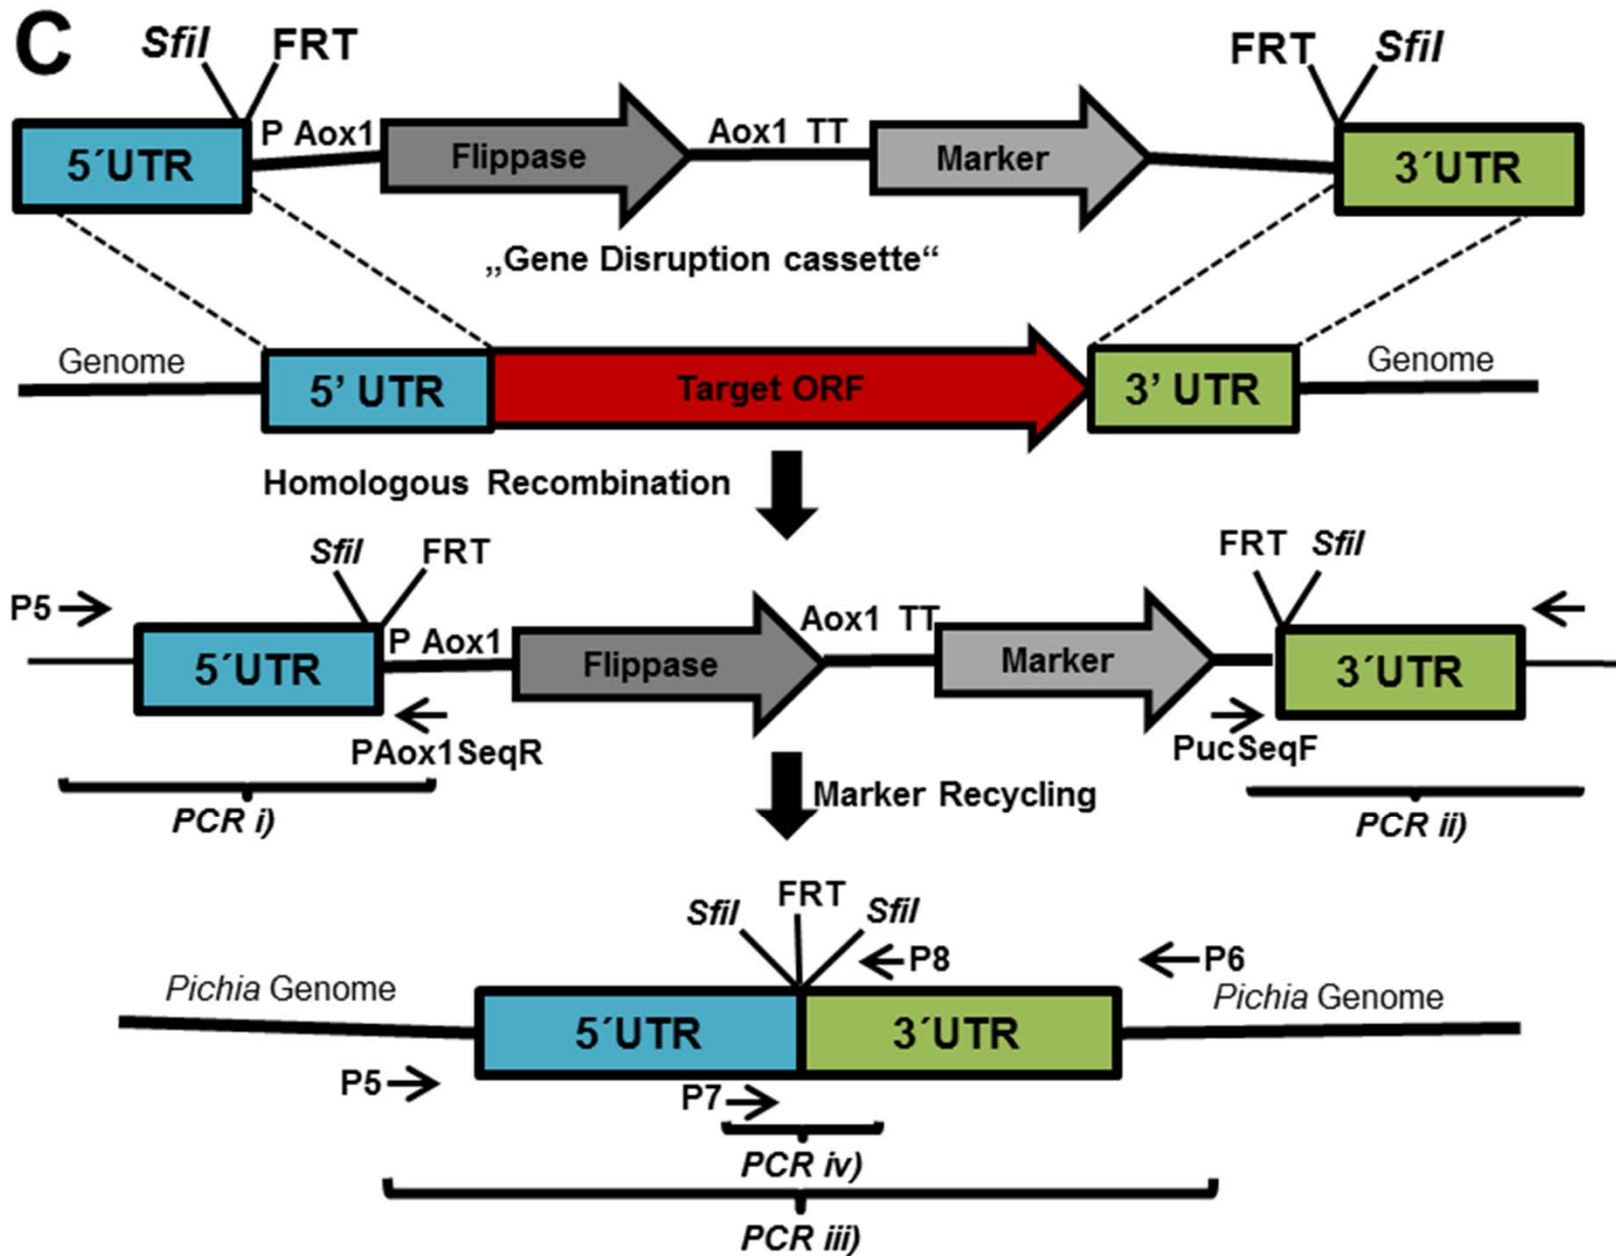 C
SfiI FRT FRT SfiI
5´UTR P Aox1 Flippase Aox1 TT Marker 3´UTR
„Gene Disruption cassette“
Genome 5’ UTR Target ORF 3’ UTR Genome
Homologous Recombination
SfiI FRT FRT SfiI
P5 5´UTR P Aox1 Flippase Aox1 TT Marker 3´UTR
PAox1SeqR PucSeqF
PCR i) Marker Recycling PCR ii)
SfiI FRT SfiI
P8 P6
Pichia Genome 5´UTR 3´UTR Pichia Genome
P5 P7
PCR iv)
PCR iii)